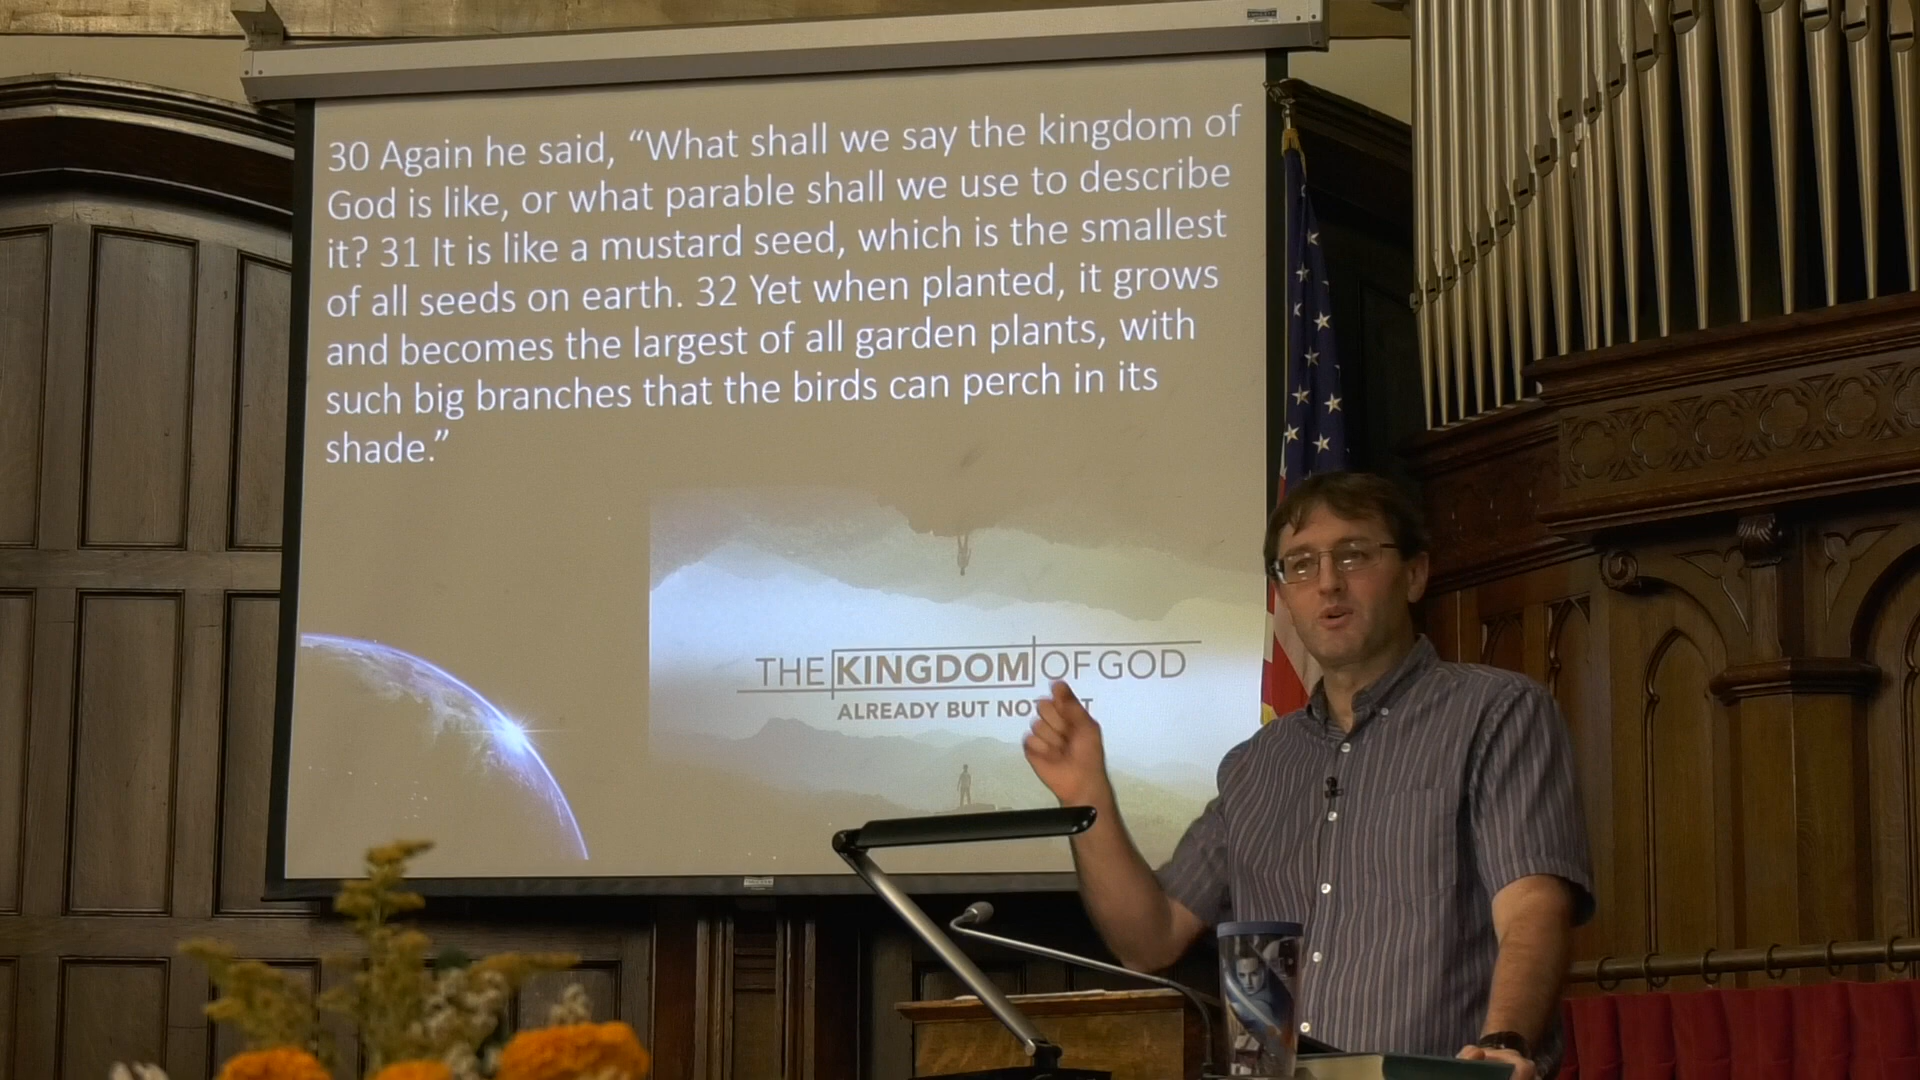 30 Again he said, “What shall we say the kingdom of
God is like, or what parable shall we use to describe
it? 31 It is like a mustard seed, which is the smallest
of all seeds on earth. 32 Yet when planted, it grows
and becomes the largest of all garden plants, with
such big branches that the birds can perch in its
shade.”
THE KINGDOM OF GOD
ALREADY BUT NO